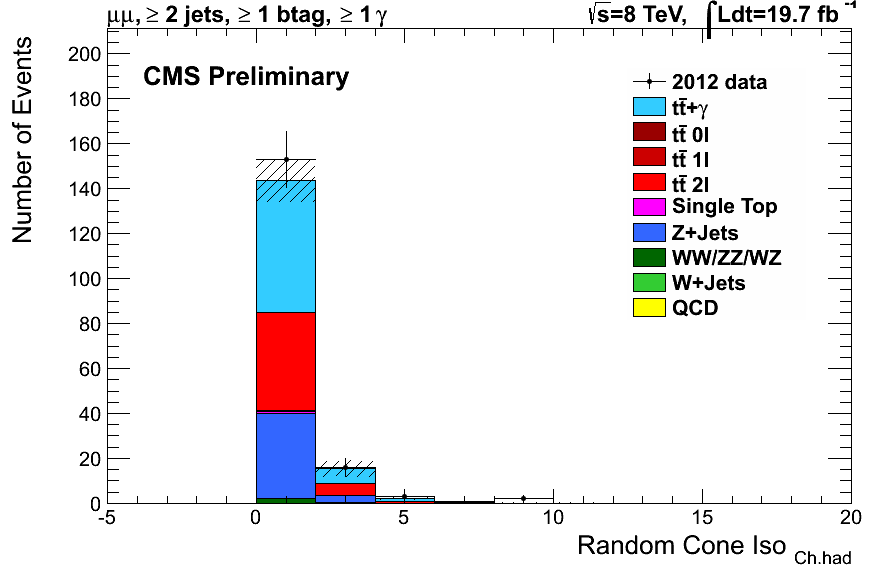 μμ, ≥ 2 jets, ≥ 1 btag, ≥ 1 γ
√s=8 TeV, ∫Ldt=19.7 fb⁻¹
CMS Preliminary
Number of Events
200
180
160
140
120
100
80
60
40
20
0
2012 data
tt̄+γ
tt̄ 0l
tt̄ 1l
tt̄ 2l
Single Top
Z+Jets
WW/ZZ/WZ
W+Jets
QCD
-5 0 5 10 15 20
Random Cone Iso Ch.had